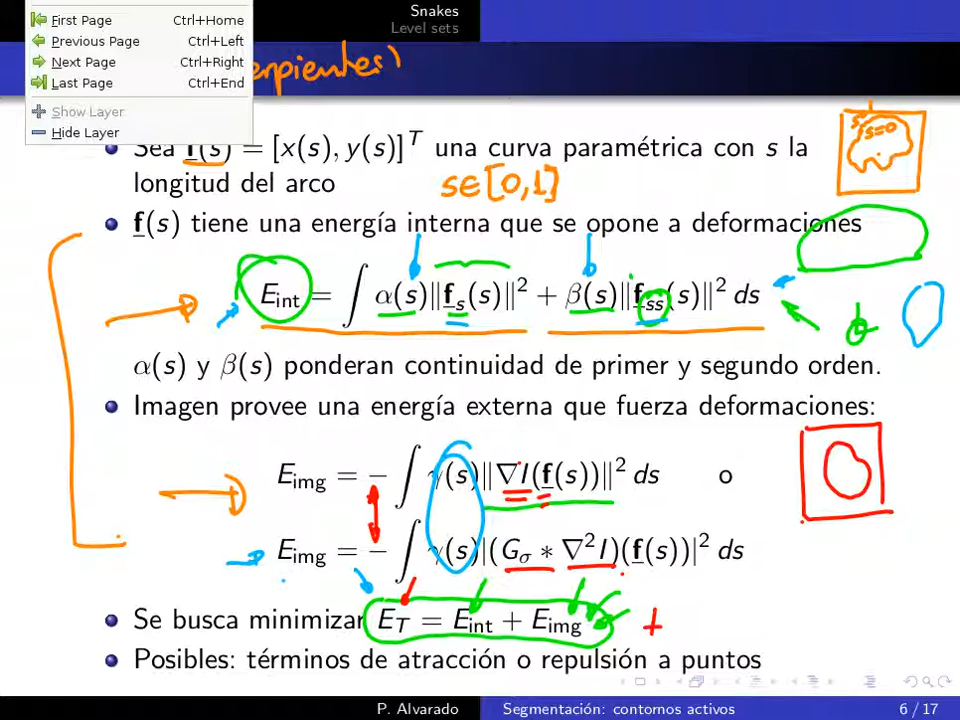 First Page Ctrl+Home
Previous Page Ctrl+Left
Next Page Ctrl+Right
Last Page Ctrl+End
Show Layer
Hide Layer
Snakes
Level sets
erpientes)
Sea f(s) = [x(s), y(s)]^T una curva paramétrica con s la
longitud del arco
s∈[0,1]
s=0
f(s) tiene una energía interna que se opone a deformaciones
E_int = ∫ α(s)‖f_s(s)‖² + β(s)‖f_ss(s)‖² ds
α(s) y β(s) ponderan continuidad de primer y segundo orden.
Imagen provee una energía externa que fuerza deformaciones:
E_img = − ∫ γ(s)‖∇I(f(s))‖² ds o
E_img = − ∫ γ(s)|(G_σ ∗ ∇²I)(f(s))|² ds
Se busca minimizar E_T = E_int + E_img +
Posibles: términos de atracción o repulsión a puntos
P. Alvarado Segmentación: contornos activos 6 / 17